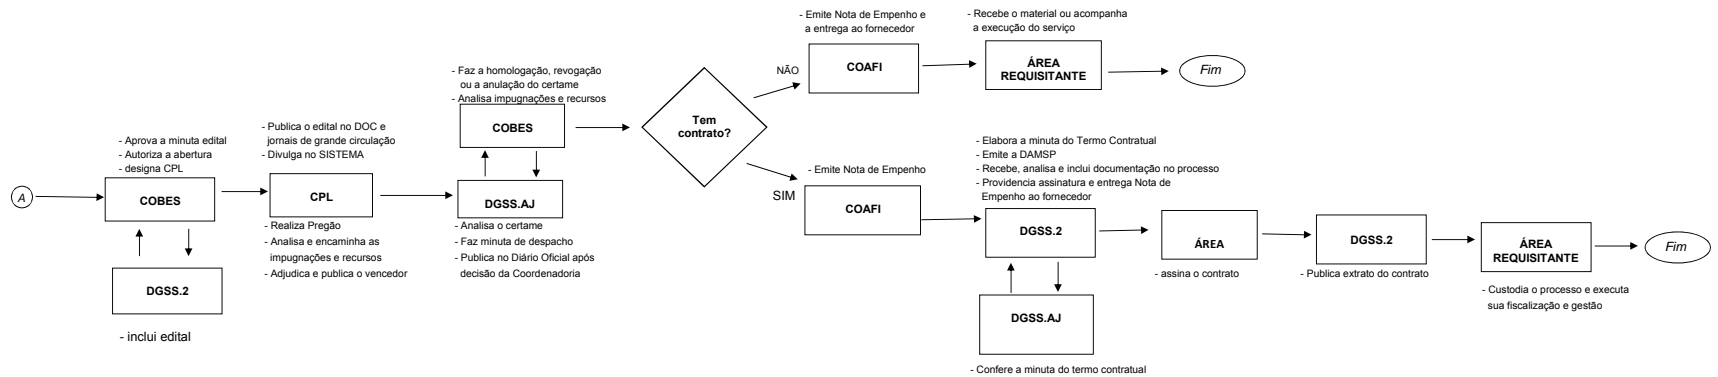 A
- Aprova a minuta edital
- Autoriza a abertura
- designa CPL
COBES
DGSS.2
- inclui edital
- Publica o edital no DOC e
jornais de grande circulação
- Divulga no SISTEMA
CPL
- Realiza Pregão
- Analisa e encaminha as
impugnações e recursos
- Adjudica e publica o vencedor
- Faz a homologação, revogação
ou a anulação do certame
- Analisa impugnações e recursos
COBES
DGSS.AJ
- Analisa o certame
- Faz minuta de despacho
- Publica no Diário Oficial após
decisão da Coordenadoria
Tem
contrato?
NÃO
- Emite Nota de Empenho e
a entrega ao fornecedor
COAFI
- Recebe o material ou acompanha
a execução do serviço
ÁREA
REQUISITANTE
Fim
SIM
- Emite Nota de Empenho
COAFI
- Elabora a minuta do Termo Contratual
- Emite a DAMSP
- Recebe, analisa e inclui documentação no processo
- Providencia assinatura e entrega Nota de
Empenho ao fornecedor
DGSS.2
DGSS.AJ
- Confere a minuta do termo contratual
ÁREA
- assina o contrato
DGSS.2
- Publica extrato do contrato
ÁREA
REQUISITANTE
- Custodia o processo e executa
sua fiscalização e gestão
Fim